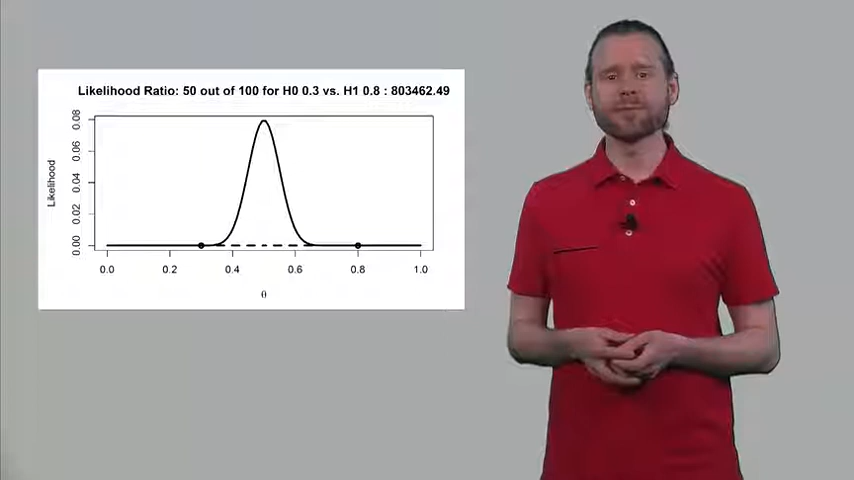 Likelihood Ratio: 50 out of 100 for H0 0.3 vs. H1 0.8 : 803462.49
Likelihood
0.08
0.06
0.04
0.02
0.00
0.0 0.2 0.4 0.6 0.8 1.0
θ